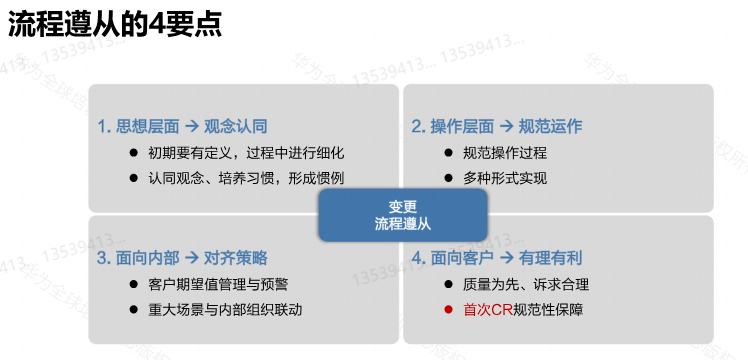 流程遵从的4要点
1. 思想层面 → 观念认同
● 初期要有定义，过程中进行细化
● 认同观念、培养习惯，形成惯例
2. 操作层面 → 规范运作
● 规范操作过程
● 多种形式实现
变更
流程遵从
3. 面向内部 → 对齐策略
● 客户期望值管理与预警
● 重大场景与内部组织联动
4. 面向客户 → 有理有利
● 质量为先、诉求合理
● 首次CR规范性保障
13539413...
13539413...
13539413...
13539413...